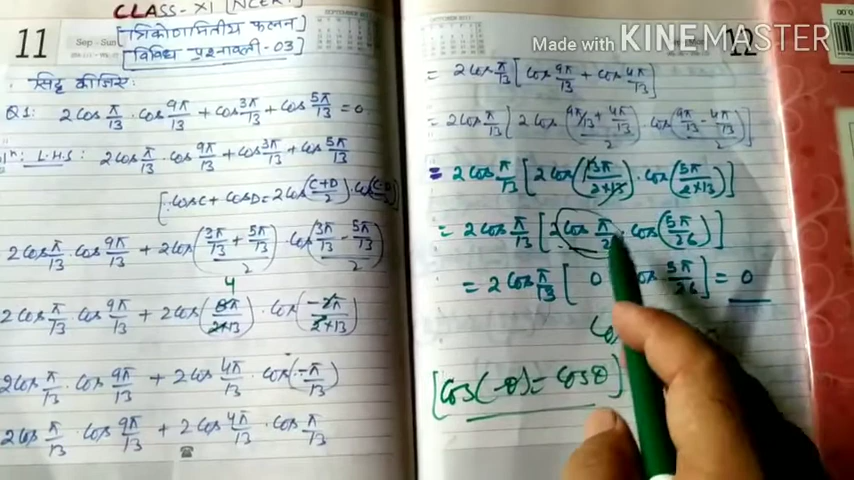 CLASS-XI [NCERT]
11
Sep - Sun
[त्रिकोणमितीय फलन]
[विविध प्रश्नावली-03]
सिद्ध कीजिए:
Q1: 2cos π/13 · cos 9π/13 + cos 3π/13 + cos 5π/13 = 0
L.H.S: 2cos π/13 · cos 9π/13 + cos 3π/13 + cos 5π/13
[∵ cosC + cosD = 2cos(C+D/2) · cos(C-D/2)]
2cos π/13 · cos 9π/13 + 2cos((3π/13 + 5π/13)/2) · cos((3π/13 - 5π/13)/2)
4
2cos π/13 · cos 9π/13 + 2cos(8π/2×13) · cos(-2π/2×13)
2cos π/13 · cos 9π/13 + 2cos 4π/13 · cos(-π/13)
2cos π/13 · cos 9π/13 + 2cos 4π/13 · cos π/13
Made with KINEMASTER
12
= 2cos π/13 [cos 9π/13 + cos 4π/13]
= 2cos π/13 [2cos((9π/13 + 4π/13)/2) · cos((9π/13 - 4π/13)/2)]
= 2cos π/13 [2cos(13π/2×13) · cos(5π/2×13)]
= 2cos π/13 [2cos π/2 · cos(5π/26)]
= 2cos π/13 [0 cos 5π/26] = 0
[cos(-θ) = cosθ]